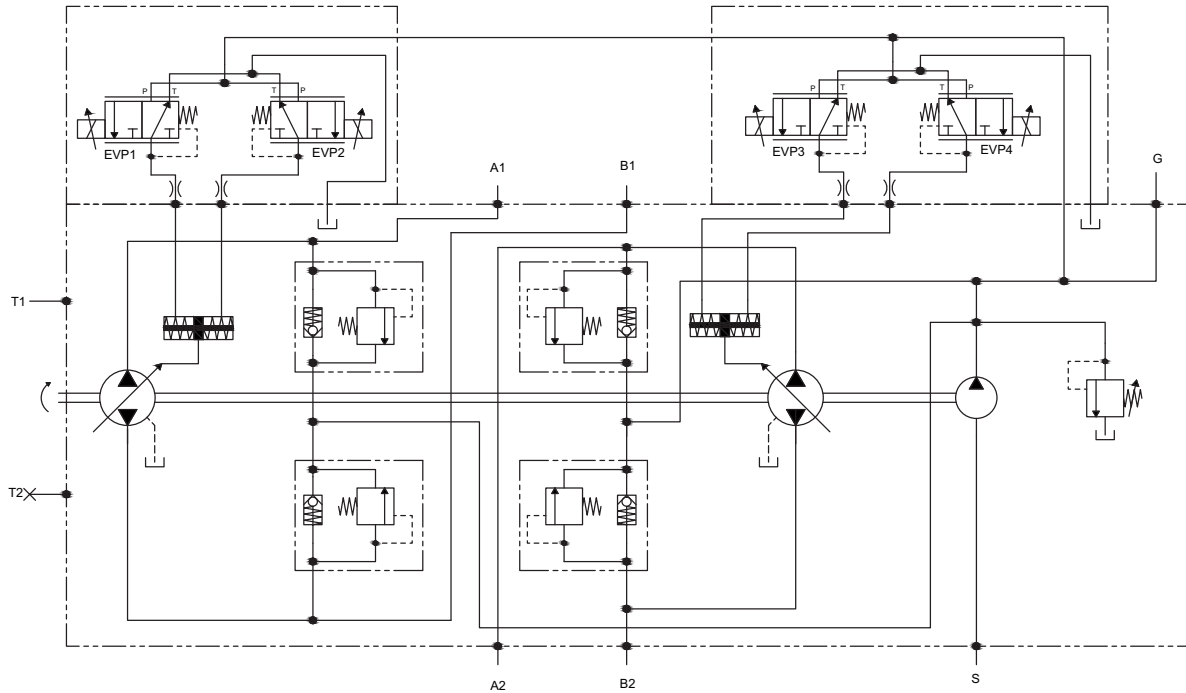 P T T P
EVP1 EVP2
P T T P
EVP3 EVP4
A1 B1 G
T1
T2
A2 B2 S